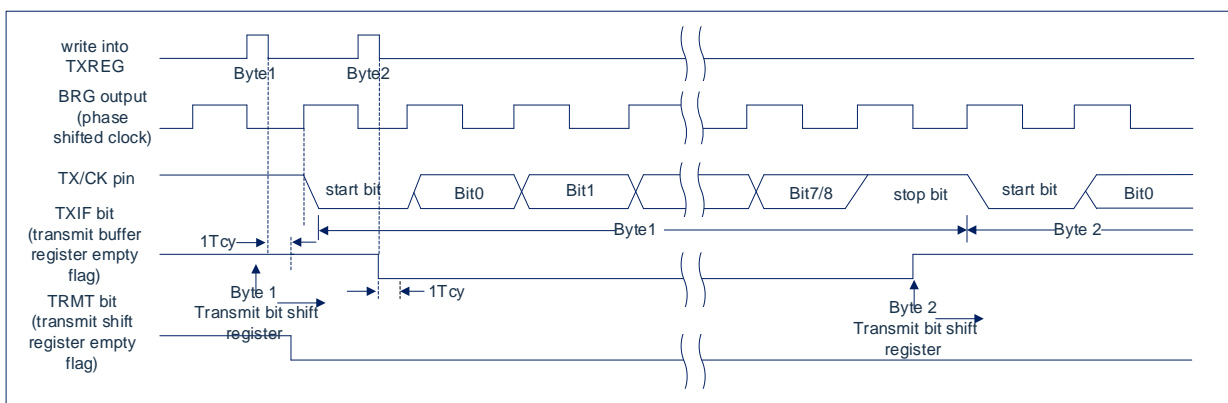 write into
TXREG
Byte1
Byte2
BRG output
(phase
shifted clock)
TX/CK pin
start bit
Bit0
Bit1
Bit7/8
stop bit
start bit
Bit0
TXIF bit
(transmit buffer
register empty
flag)
1Tcy
Byte1
Byte 2
Byte 1
Transmit bit shift
register
1Tcy
Byte 2
Transmit bit shift
register
TRMT bit
(transmit shift
register empty
flag)